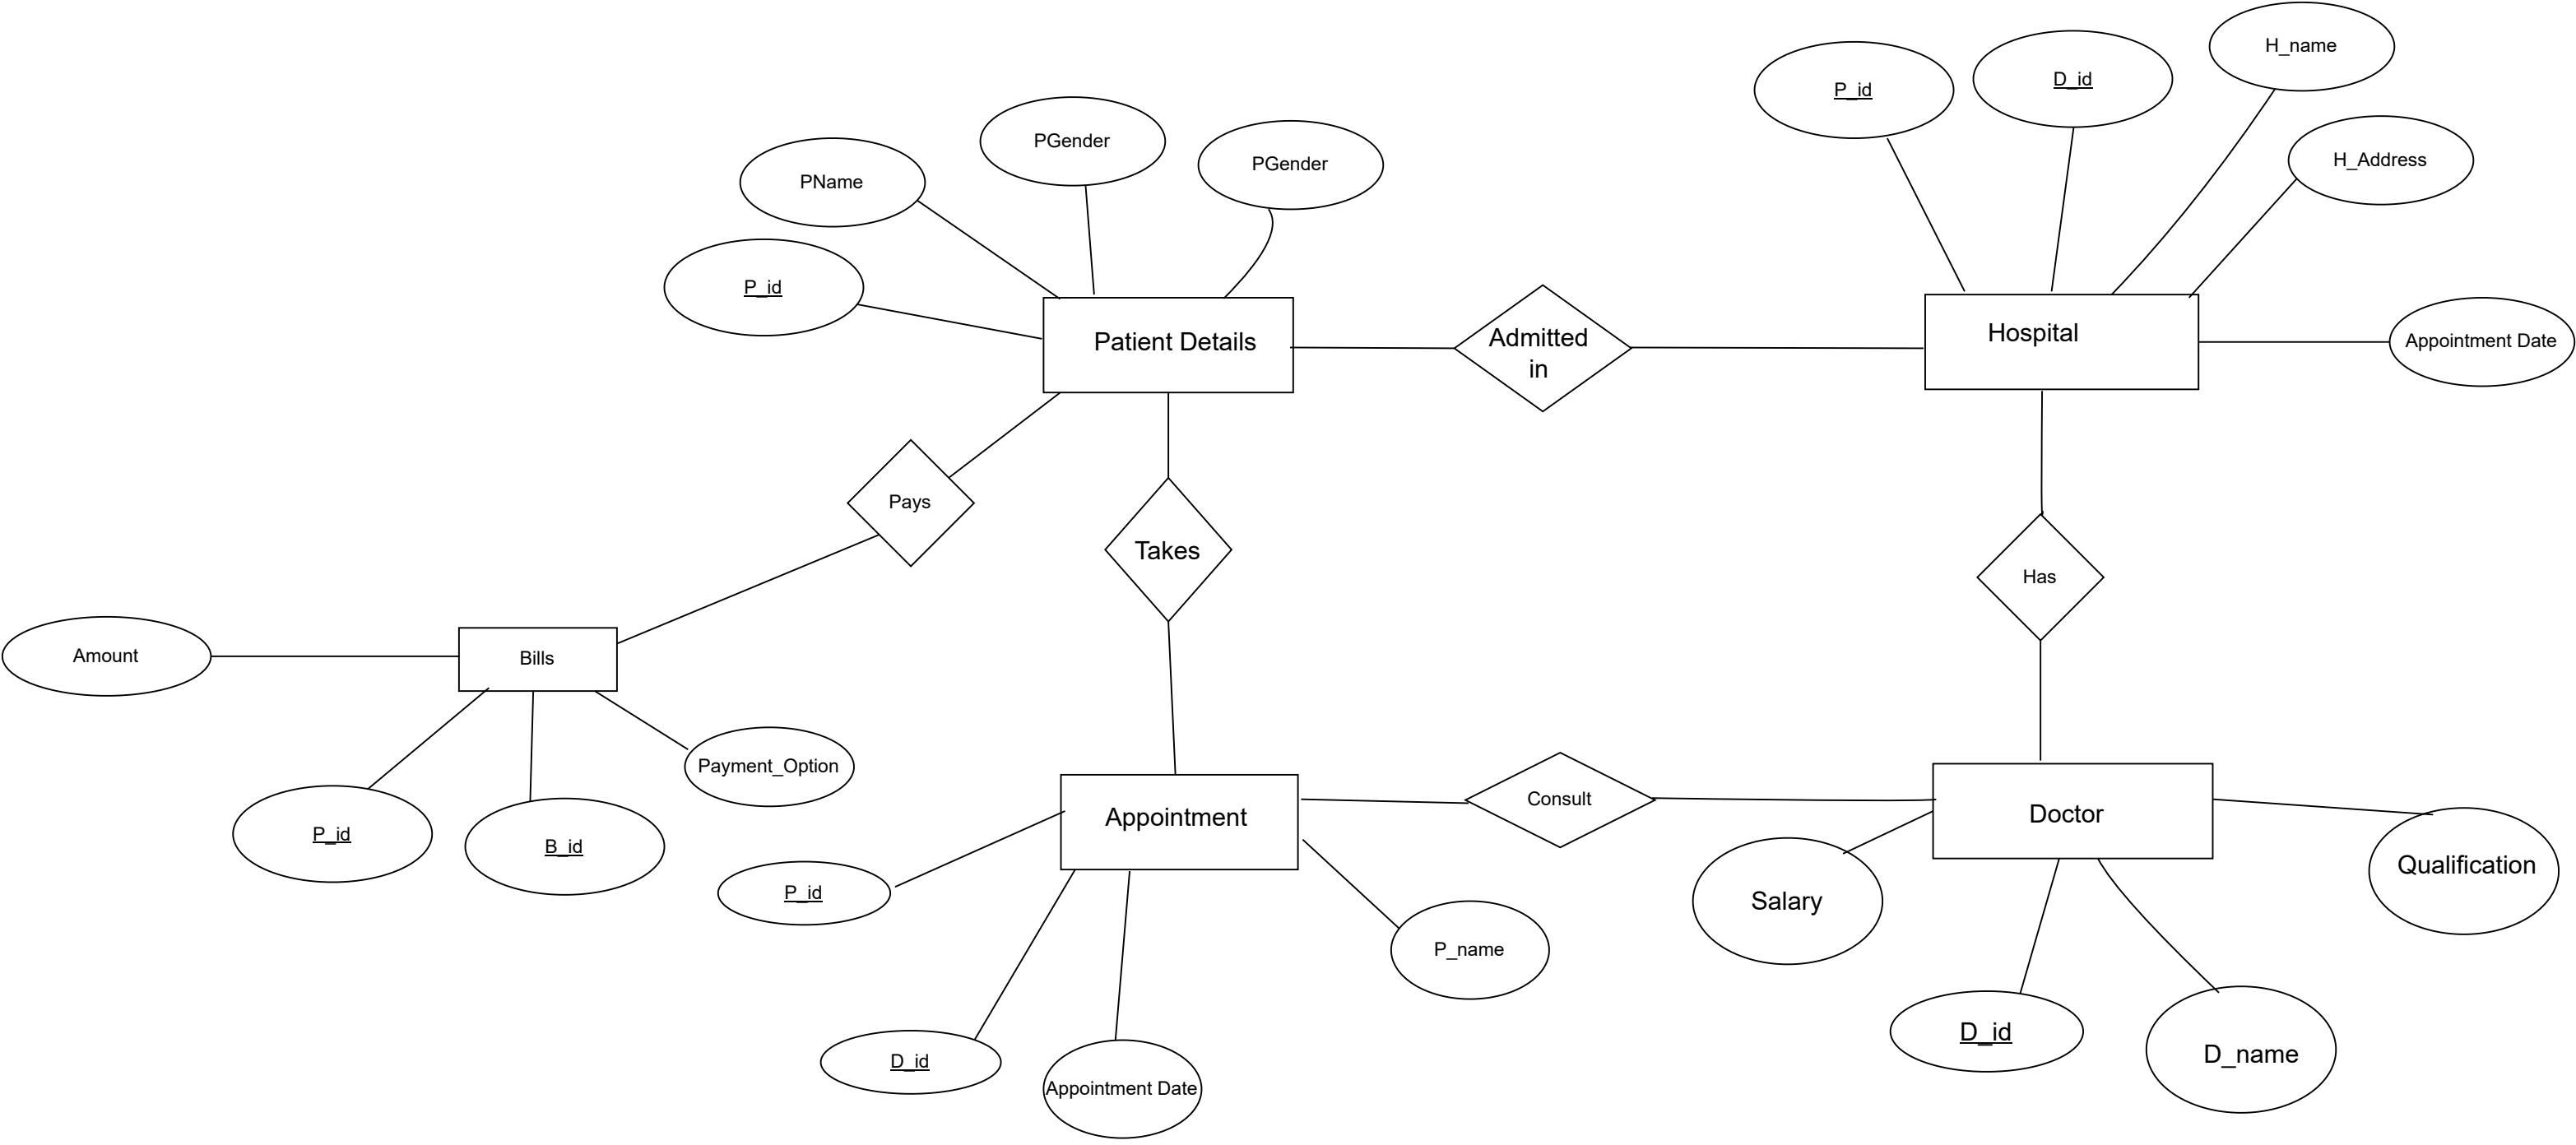 H_name
D_id
P_id
PGender
H_Address
PGender
PName
P_id
Hospital
Patient Details
Admitted
in
Appointment Date
Pays
Takes
Has
Amount
Bills
Payment_Option
Consult
Doctor
Appointment
P_id
B_id
Qualification
P_id
Salary
P_name
D_id
D_name
D_id
Appointment Date